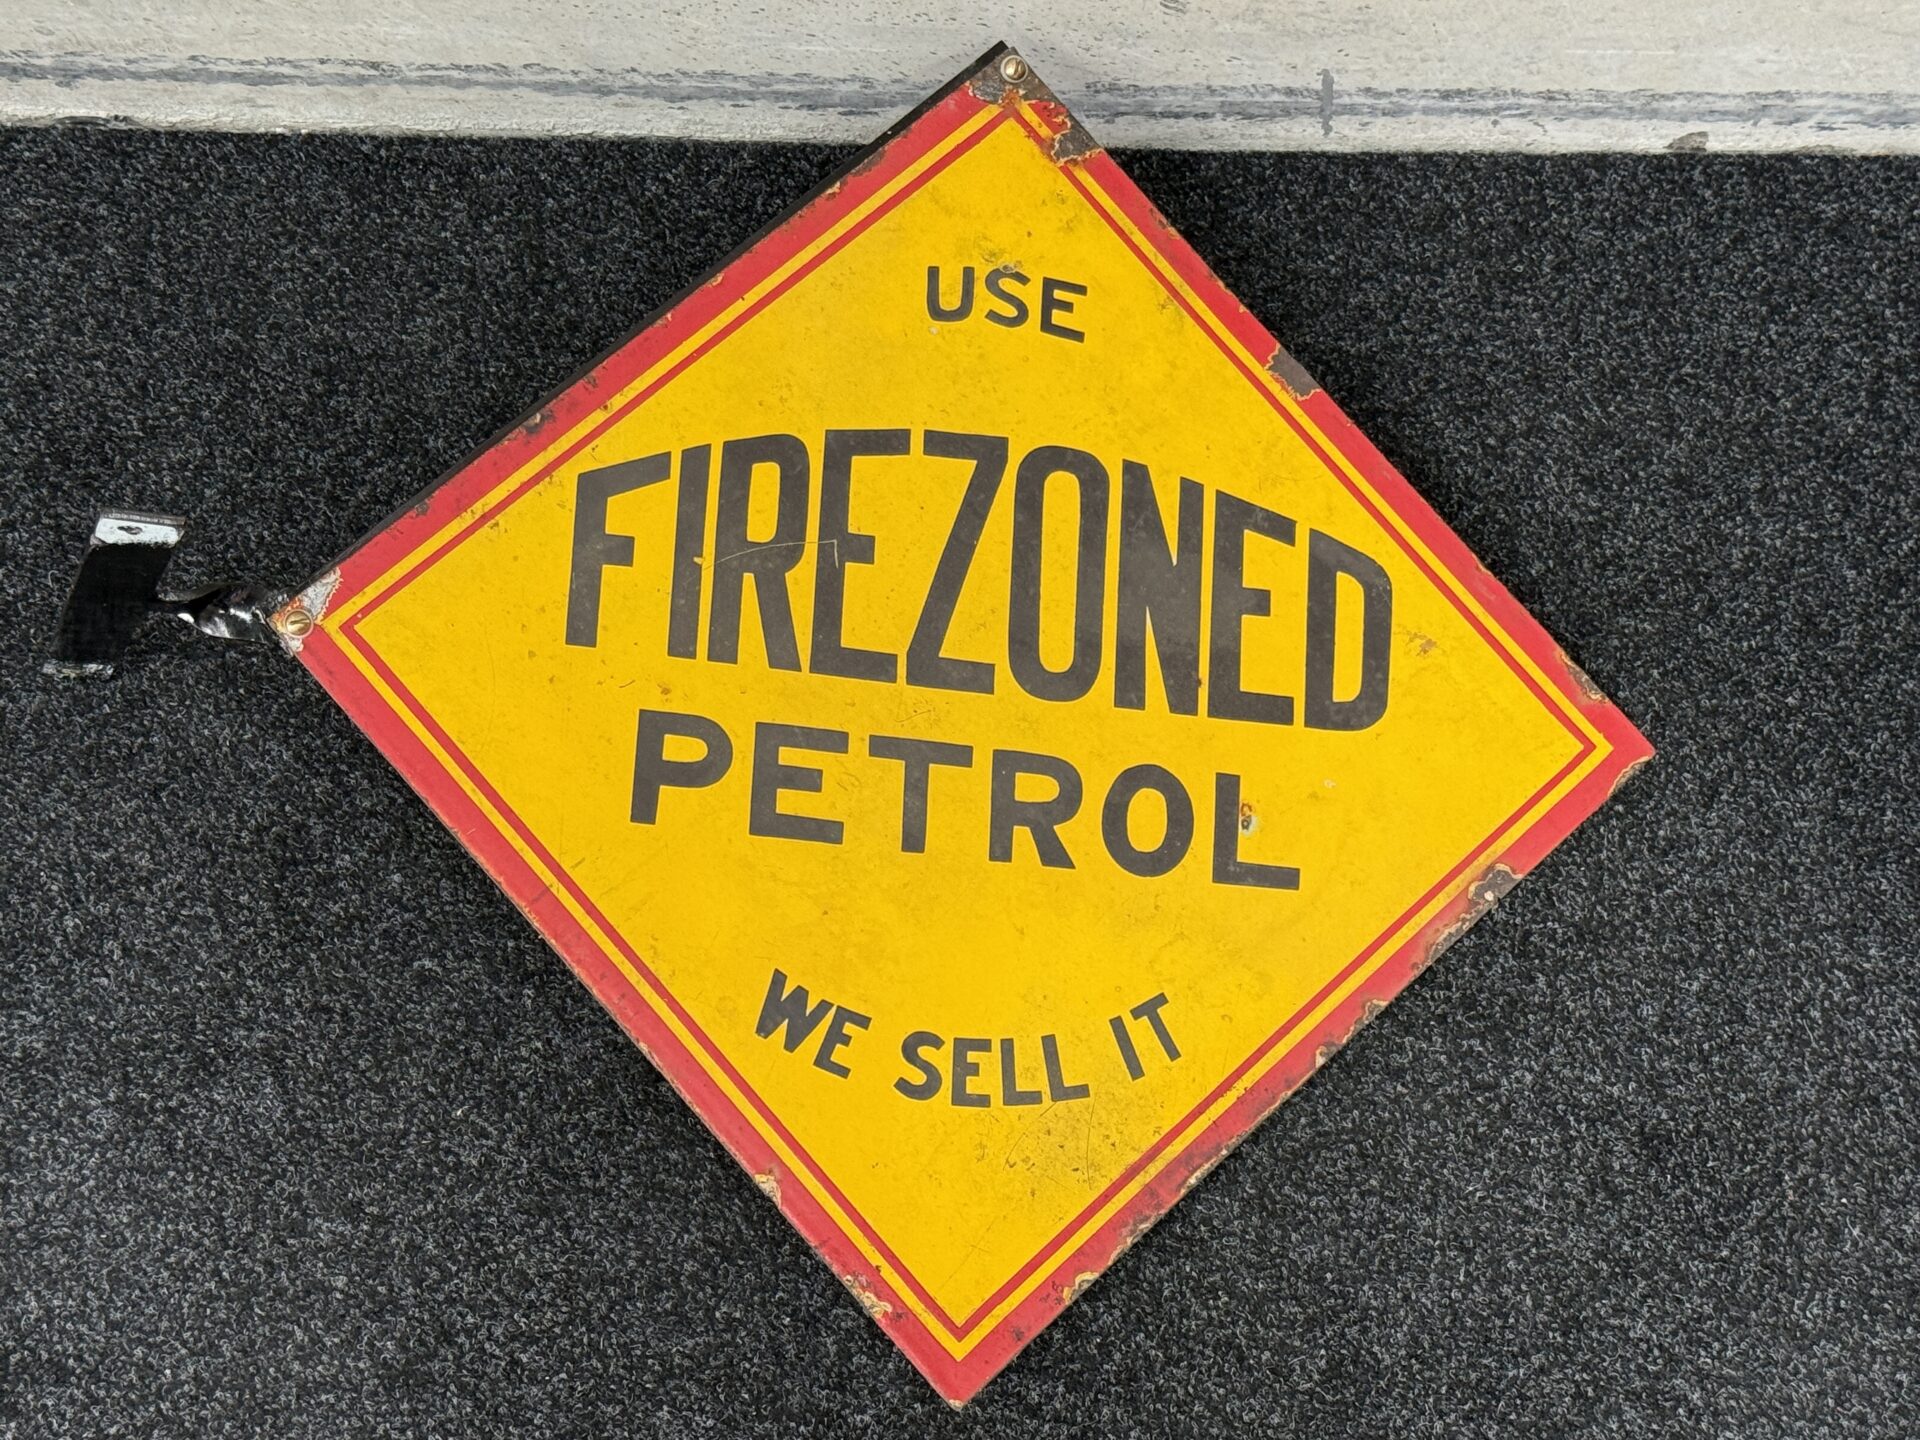 USE
FIREZONED
PETROL
WE SELL IT